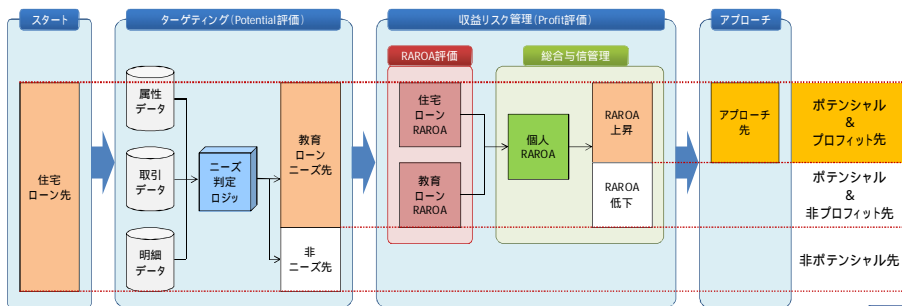 スタート
ターゲティング(Potential評価)
収益リスク管理(Profit評価)
アプローチ
RAROA評価
総合与信管理
住宅
ローン先
属性
データ
取引
データ
明細
データ
ニーズ
判定
ロジッ
教育
ローン
ニーズ先
非
ニーズ先
住宅
ローン
RAROA
教育
ローン
RAROA
個人
RAROA
RAROA
上昇
RAROA
低下
アプローチ
先
ポテンシャル
&
プロフィット先
ポテンシャル
&
非プロフィット先
非ポテンシャル先